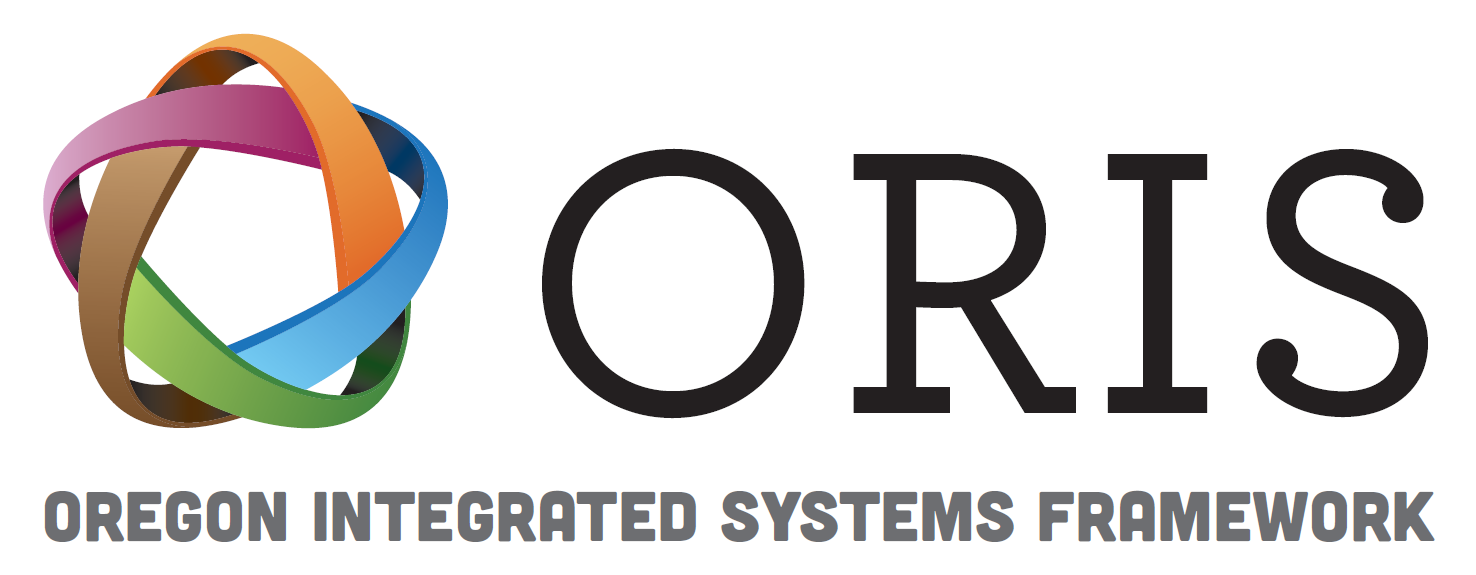 ORIS
OREGON INTEGRATED SYSTEMS FRAMEWORK